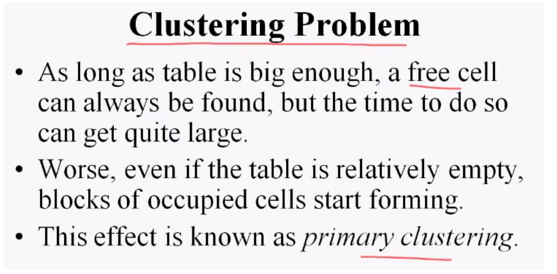 Clustering Problem
• As long as table is big enough, a free cell
can always be found, but the time to do so
can get quite large.
• Worse, even if the table is relatively empty,
blocks of occupied cells start forming.
• This effect is known as primary clustering.